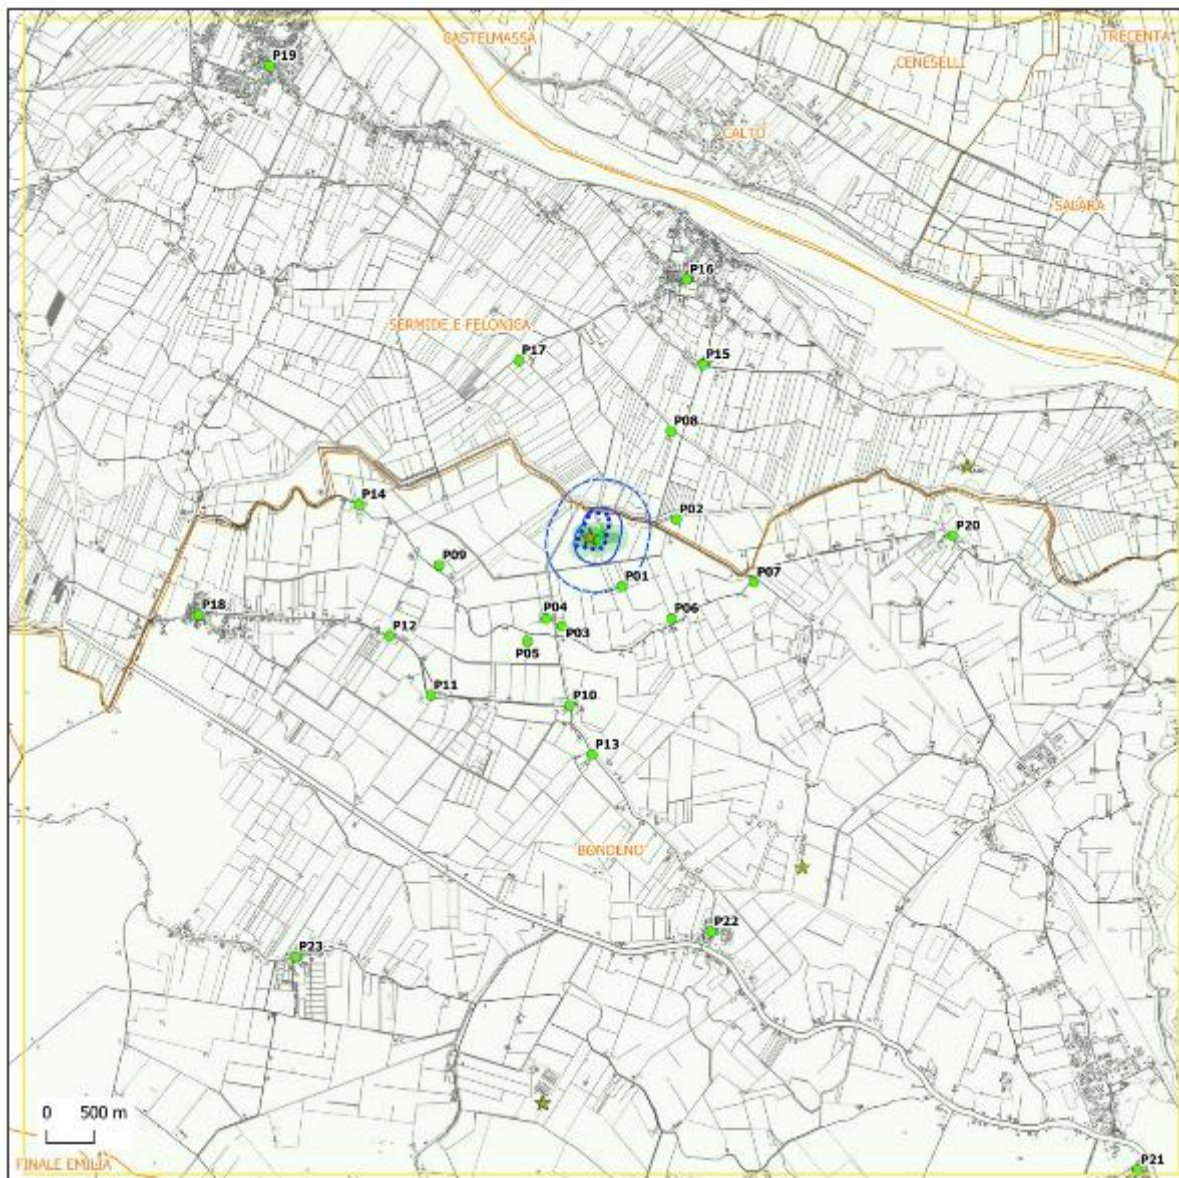 CASTELMASSA
TRECENTA
P19
CENESELLI
CALTO
SALARA
P16
SERMIDE E FELONICA
P17
P15
P08
P14
P02
P20
P09
P07
P01
P18
P04
P06
P03
P12
P05
P11
P10
P13
BONDENO
P22
P23
0 500 m
FINALE EMILIA
P21